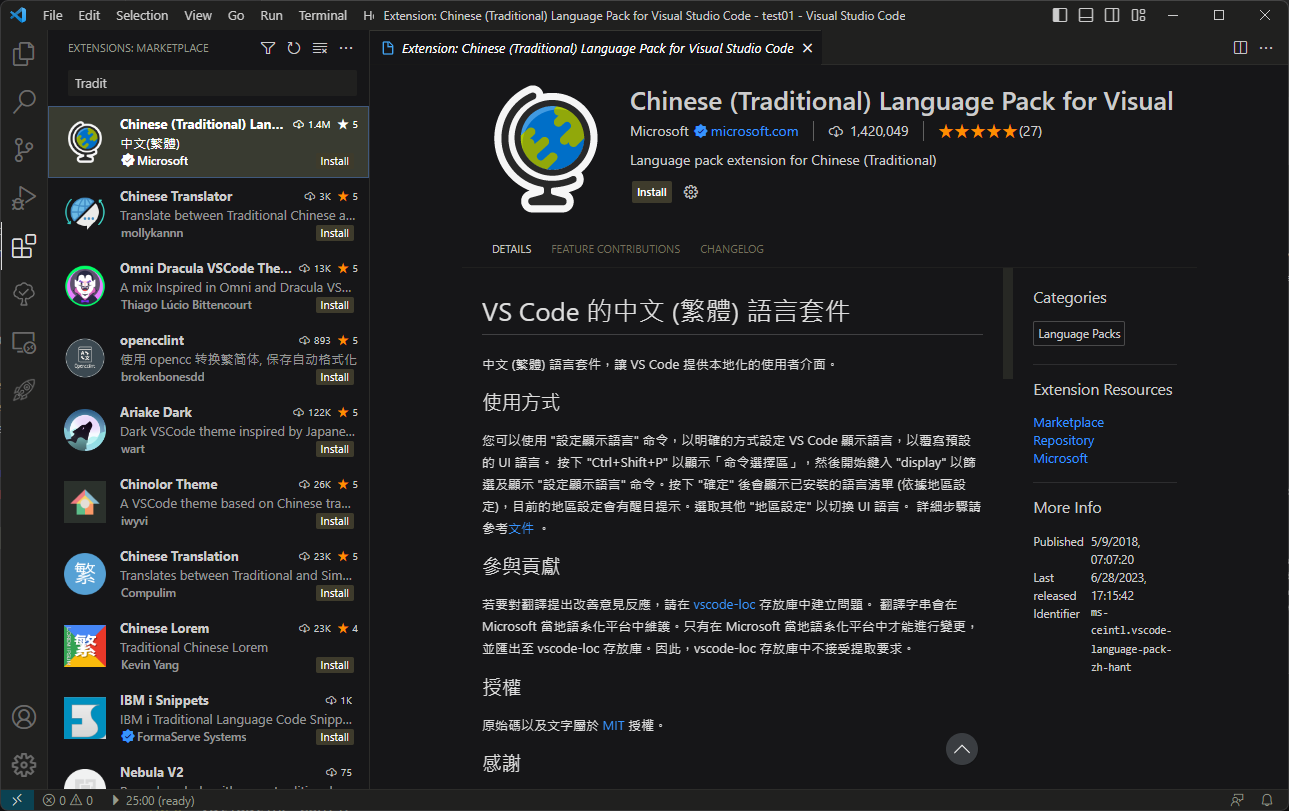 File Edit Selection View Go Run Terminal
Extension: Chinese (Traditional) Language Pack for Visual Studio Code - test01 - Visual Studio Code
EXTENSIONS: MARKETPLACE
Tradit
Chinese (Traditional) Lan... 1.4M ★ 5
中文(繁體)
Microsoft Install
Chinese Translator 3K ★ 5
Translate between Traditional Chinese a...
mollykannn Install
Omni Dracula VSCode The... 13K ★ 5
A mix Inspired in Omni and Dracula VS...
Thiago Lúcio Bittencourt Install
opencclint 893 ★ 5
使用 opencc 转换繁简体, 保存自动格式化
brokenbonesdd Install
Ariake Dark 122K ★ 5
Dark VSCode theme inspired by Japane...
wart Install
Chinolor Theme 26K ★ 5
A VSCode theme based on Chinese tra...
iwyvi Install
繁
Chinese Translation 23K ★ 5
Translates between Traditional and Sim...
Compulim Install
繁
Chinese Lorem 23K ★ 4
Traditional Chinese Lorem
Kevin Yang Install
IBM i Snippets 1K
IBM i Traditional Language Code Snipp...
FormaServe Systems Install
Nebula V2 75
Extension: Chinese (Traditional) Language Pack for Visual Studio Code
Chinese (Traditional) Language Pack for Visual
Microsoft microsoft.com 1,420,049 ★★★★★(27)
Language pack extension for Chinese (Traditional)
Install
DETAILS FEATURE CONTRIBUTIONS CHANGELOG
VS Code 的中文 (繁體) 語言套件
中文 (繁體) 語言套件，讓 VS Code 提供本地化的使用者介面。
使用方式
您可以使用 "設定顯示語言" 命令，以明確的方式設定 VS Code 顯示語言，以覆寫預設
的 UI 語言。 按下 "Ctrl+Shift+P" 以顯示「命令選擇區」，然後開始鍵入 "display" 以篩
選及顯示 "設定顯示語言" 命令。按下 "確定" 後會顯示已安裝的語言清單 (依據地區設
定)，目前的地區設定會有醒目提示。選取其他 "地區設定" 以切換 UI 語言。 詳細步驟請
參考文件 。
參與貢獻
若要對翻譯提出改善意見反應，請在 vscode-loc 存放庫中建立問題。 翻譯字串會在
Microsoft 當地語系化平台中維護。只有在 Microsoft 當地語系化平台中才能進行變更，
並匯出至 vscode-loc 存放庫。因此，vscode-loc 存放庫中不接受提取要求。
授權
原始碼以及文字屬於 MIT 授權。
感謝
Categories
Language Packs
Extension Resources
Marketplace
Repository
Microsoft
More Info
Published 5/9/2018,
07:07:20
Last 6/28/2023,
released 17:15:42
Identifier ms-
ceintl.vscode-
language-pack-
zh-hant
0 0 25:00 (ready)